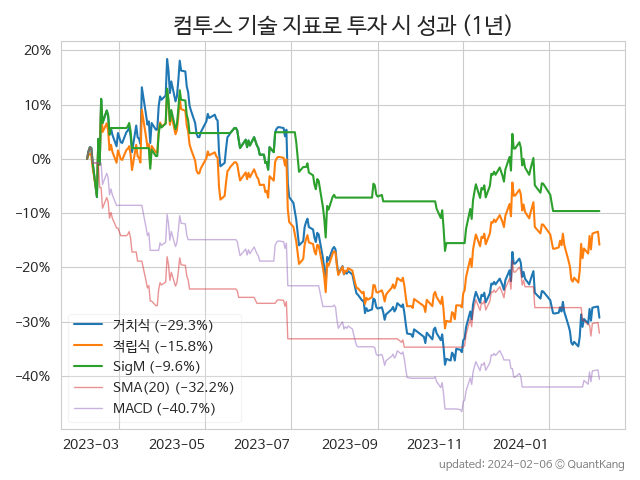 컴투스 기술 지표로 투자 시 성과 (1년)
20%
10%
0%
−10%
−20%
−30%
−40%
거치식 (−29.3%)
적립식 (−15.8%)
SigM (−9.6%)
SMA(20) (−32.2%)
MACD (−40.7%)
2023-03 2023-05 2023-07 2023-09 2023-11 2024-01
updated: 2024-02-06 ⓒ QuantKang